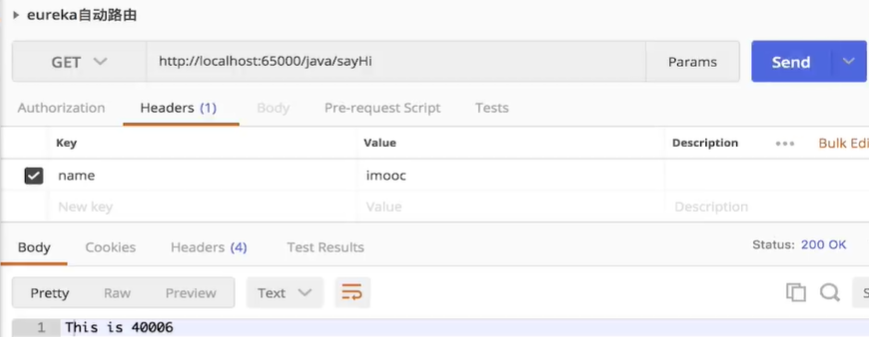 eureka自动路由
GET http://localhost:65000/java/sayHi Params Send
Authorization Headers (1) Body Pre-request Script Tests
Key Value Description ••• Bulk Edi
name imooc
New key Value Description
Body Cookies Headers (4) Test Results Status: 200 OK
Pretty Raw Preview Text S
1 This is 40006